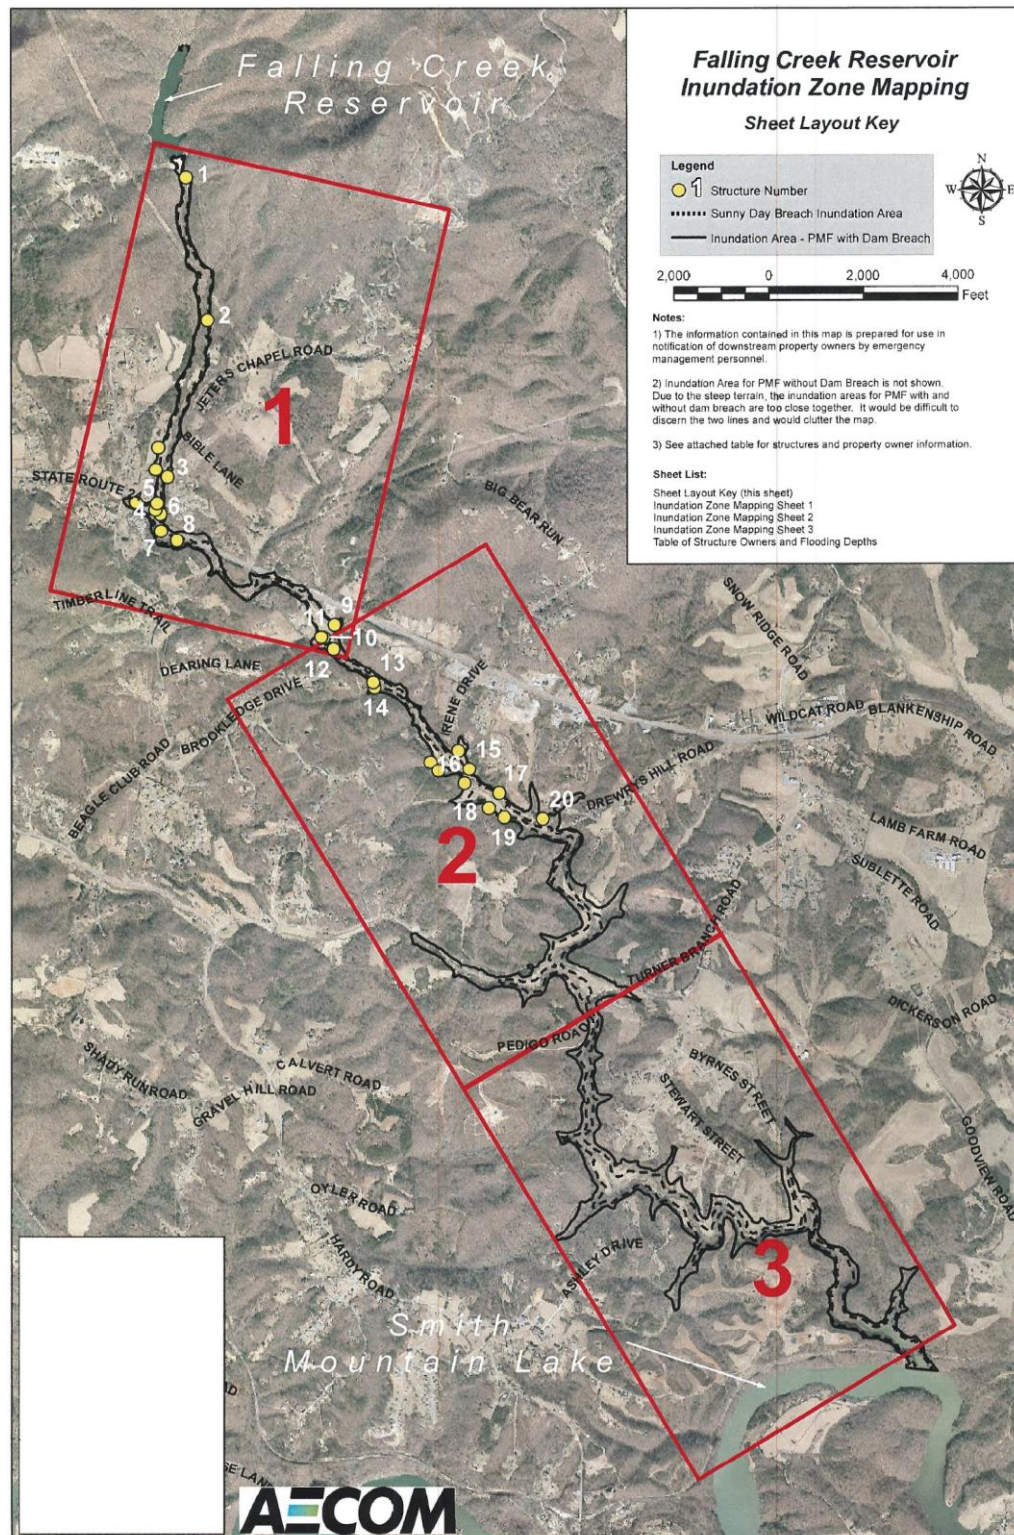 Falling Creek
Reservoir
Falling Creek Reservoir
Inundation Zone Mapping
Sheet Layout Key
Legend
1 Structure Number
Sunny Day Breach Inundation Area
Inundation Area - PMF with Dam Breach
N
W E
S
2,000 0 2,000 4,000
Feet
Notes:
1) The information contained in this map is prepared for use in
notification of downstream property owners by emergency
management personnel.
2) Inundation Area for PMF without Dam Breach is not shown.
Due to the steep terrain, the inundation areas for PMF with and
without dam breach are too close together. It would be difficult to
discern the two lines and would clutter the map.
3) See attached table for structures and property owner information.
Sheet List:
Sheet Layout Key (this sheet)
Inundation Zone Mapping Sheet 1
Inundation Zone Mapping Sheet 2
Inundation Zone Mapping Sheet 3
Table of Structure Owners and Flooding Depths
1
2
JETERS CHAPEL ROAD
1
BIBLE LANE
3
STATE ROUTE 24
5
4
6
8
7
BIG BEAR RUN
TIMBERLINE TRAIL
9
11
10
12
DEARING LANE
13
14
BROOKLEDGE DRIVE
BEAGLE CLUB ROAD
IRENE DRIVE
SNOW RIDGE ROAD
WILDCAT ROAD
BLANKENSHIP ROAD
15
16
17
18
19
20
DREWRYS HILL ROAD
2
LAMB FARM ROAD
SUBLETTE ROAD
TURNER BRANCH ROAD
DICKERSON ROAD
PEDIGO ROAD
SHADY RUN ROAD
CALVERT ROAD
GRAVEL HILL ROAD
BYRNES STREET
STEWART STREET
GOODVIEW ROAD
OYLER ROAD
HARDY ROAD
ASHLEY DRIVE
3
Smith
Mountain Lake
AECOM